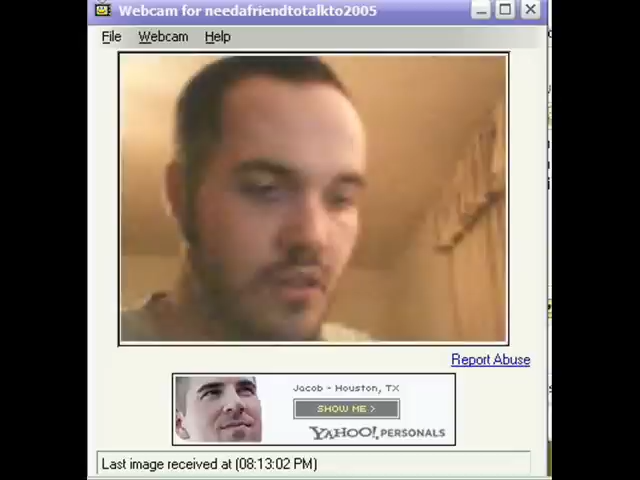 Webcam for needafriendtotalkto2005
File Webcam Help
Report Abuse
Jacob - Houston, TX
SHOW ME >
YAHOO! PERSONALS
Last image received at (08:13:02 PM)